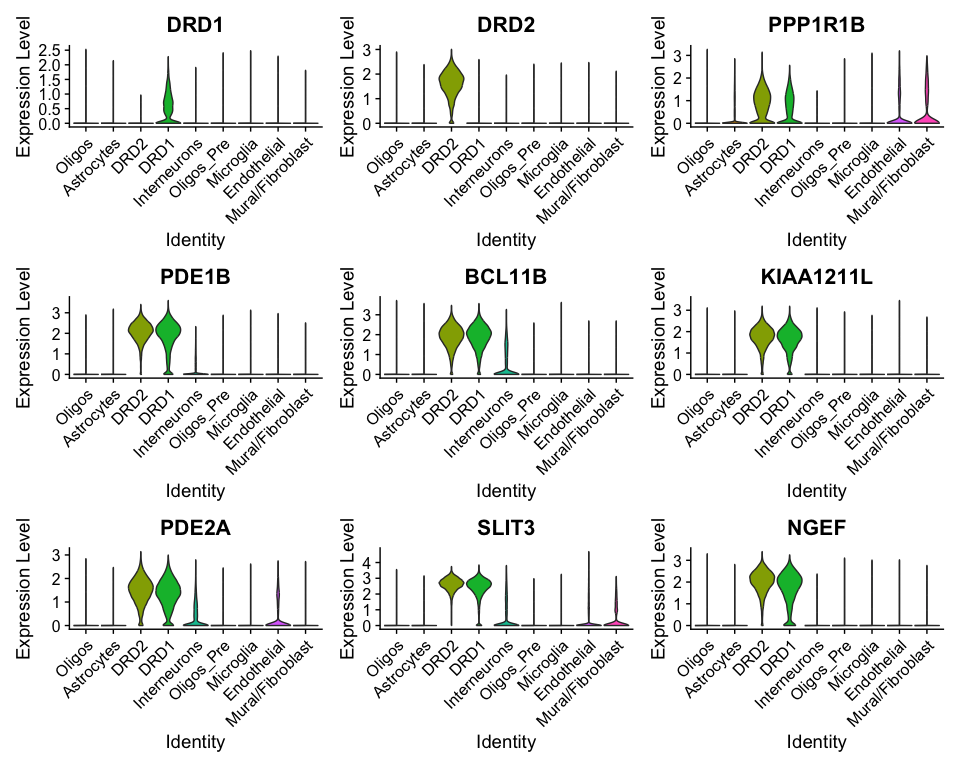 DRD1
Expression Level
2.5
2.0
1.5
1.0
0.5
0.0
Oligos
Astrocytes
DRD2
DRD1
Interneurons
Oligos_Pre
Microglia
Endothelial
Mural/Fibroblast
Identity
DRD2
Expression Level
3
2
1
0
Oligos
Astrocytes
DRD2
DRD1
Interneurons
Oligos_Pre
Microglia
Endothelial
Mural/Fibroblast
Identity
PPP1R1B
Expression Level
3
2
1
0
Oligos
Astrocytes
DRD2
DRD1
Interneurons
Oligos_Pre
Microglia
Endothelial
Mural/Fibroblast
Identity
PDE1B
Expression Level
3
2
1
0
Oligos
Astrocytes
DRD2
DRD1
Interneurons
Oligos_Pre
Microglia
Endothelial
Mural/Fibroblast
Identity
BCL11B
Expression Level
3
2
1
0
Oligos
Astrocytes
DRD2
DRD1
Interneurons
Oligos_Pre
Microglia
Endothelial
Mural/Fibroblast
Identity
KIAA1211L
Expression Level
3
2
1
0
Oligos
Astrocytes
DRD2
DRD1
Interneurons
Oligos_Pre
Microglia
Endothelial
Mural/Fibroblast
Identity
PDE2A
Expression Level
3
2
1
0
Oligos
Astrocytes
DRD2
DRD1
Interneurons
Oligos_Pre
Microglia
Endothelial
Mural/Fibroblast
Identity
SLIT3
Expression Level
4
3
2
1
0
Oligos
Astrocytes
DRD2
DRD1
Interneurons
Oligos_Pre
Microglia
Endothelial
Mural/Fibroblast
Identity
NGEF
Expression Level
3
2
1
0
Oligos
Astrocytes
DRD2
DRD1
Interneurons
Oligos_Pre
Microglia
Endothelial
Mural/Fibroblast
Identity